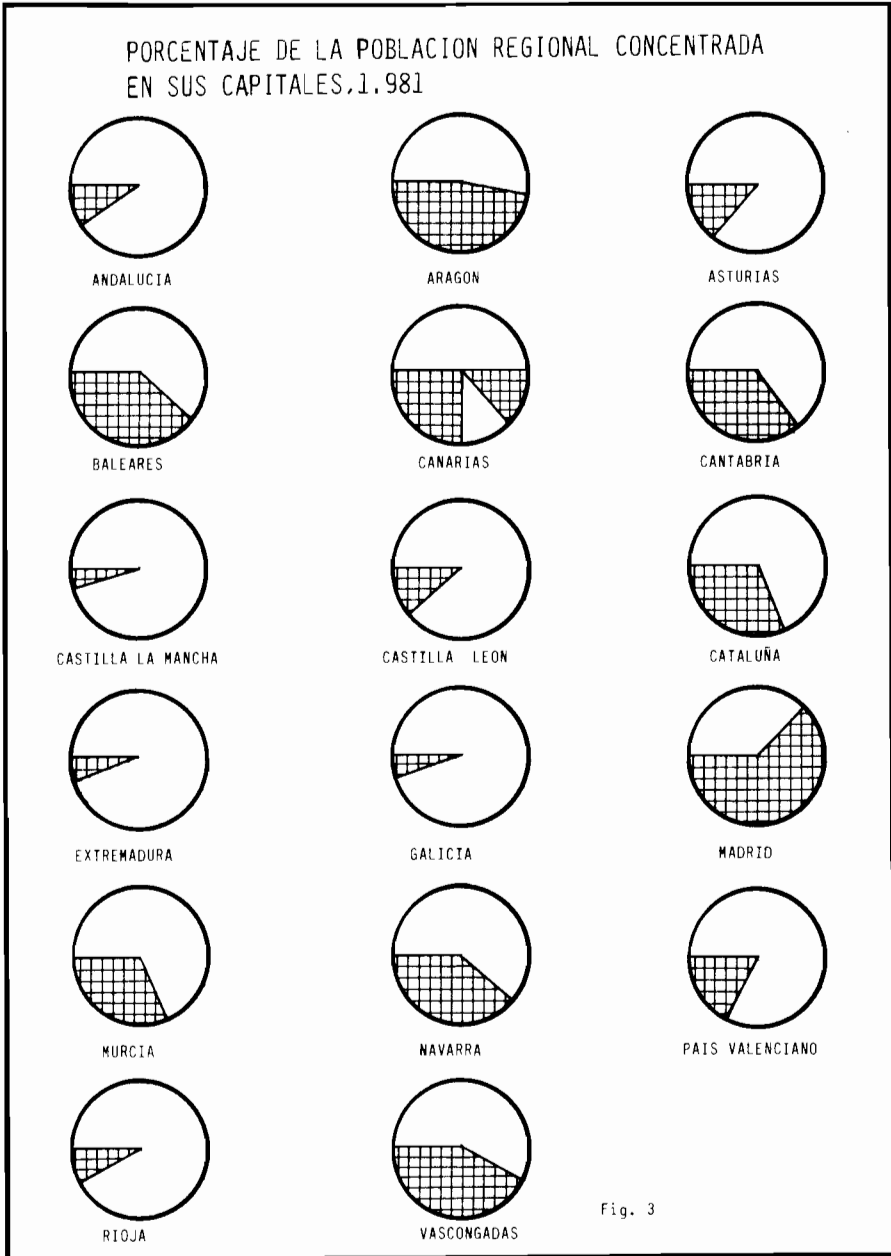 PORCENTAJE DE LA POBLACION REGIONAL CONCENTRADA
EN SUS CAPITALES.1.981
ANDALUCIA
ARAGON
ASTURIAS
BALEARES
CANARIAS
CANTABRIA
CASTILLA LA MANCHA
CASTILLA LEON
CATALUÑA
EXTREMADURA
GALICIA
MADRID
MURCIA
NAVARRA
PAIS VALENCIANO
RIOJA
VASCONGADAS
Fig. 3